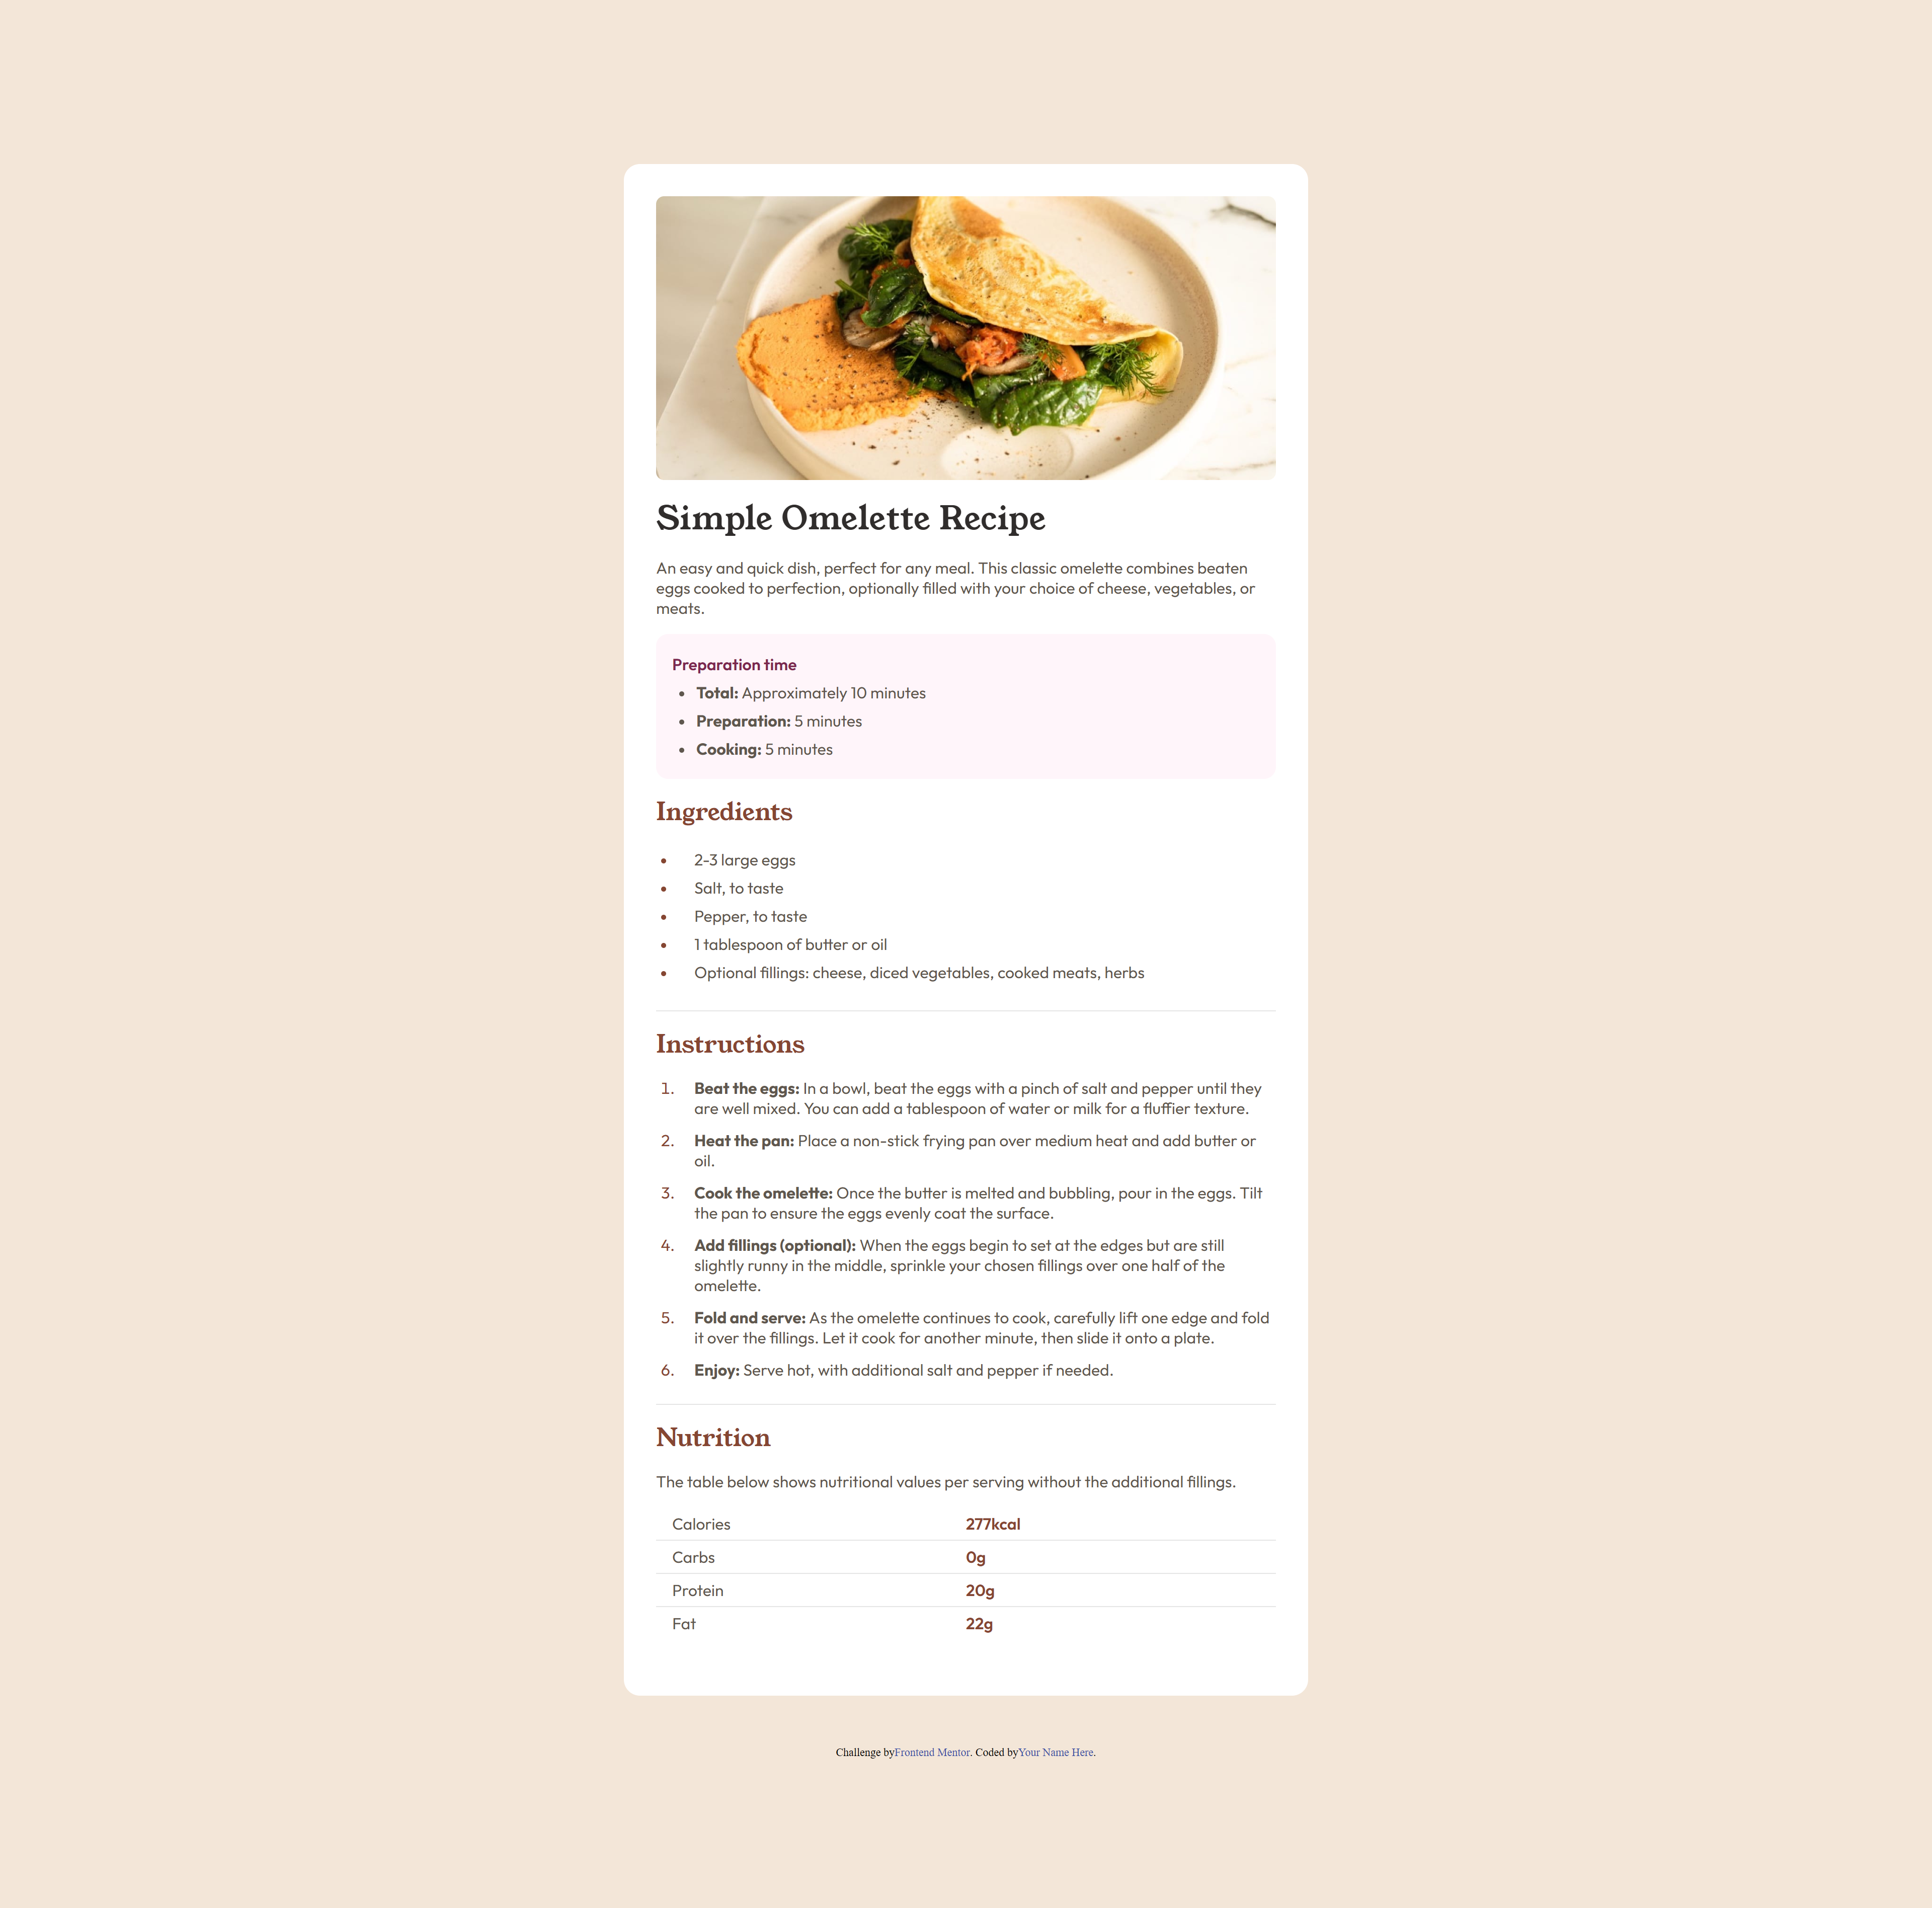 Simple Omelette Recipe
An easy and quick dish, perfect for any meal. This classic omelette combines beaten
eggs cooked to perfection, optionally filled with your choice of cheese, vegetables, or
meats.
Preparation time
• Total: Approximately 10 minutes
• Preparation: 5 minutes
• Cooking: 5 minutes
Ingredients
• 2-3 large eggs
• Salt, to taste
• Pepper, to taste
• 1 tablespoon of butter or oil
• Optional fillings: cheese, diced vegetables, cooked meats, herbs
Instructions
1. Beat the eggs: In a bowl, beat the eggs with a pinch of salt and pepper until they
are well mixed. You can add a tablespoon of water or milk for a fluffier texture.
2. Heat the pan: Place a non-stick frying pan over medium heat and add butter or
oil.
3. Cook the omelette: Once the butter is melted and bubbling, pour in the eggs. Tilt
the pan to ensure the eggs evenly coat the surface.
4. Add fillings (optional): When the eggs begin to set at the edges but are still
slightly runny in the middle, sprinkle your chosen fillings over one half of the
omelette.
5. Fold and serve: As the omelette continues to cook, carefully lift one edge and fold
it over the fillings. Let it cook for another minute, then slide it onto a plate.
6. Enjoy: Serve hot, with additional salt and pepper if needed.
Nutrition
The table below shows nutritional values per serving without the additional fillings.
Calories 277kcal
Carbs 0g
Protein 20g
Fat 22g
Challenge byFrontend Mentor. Coded byYour Name Here.